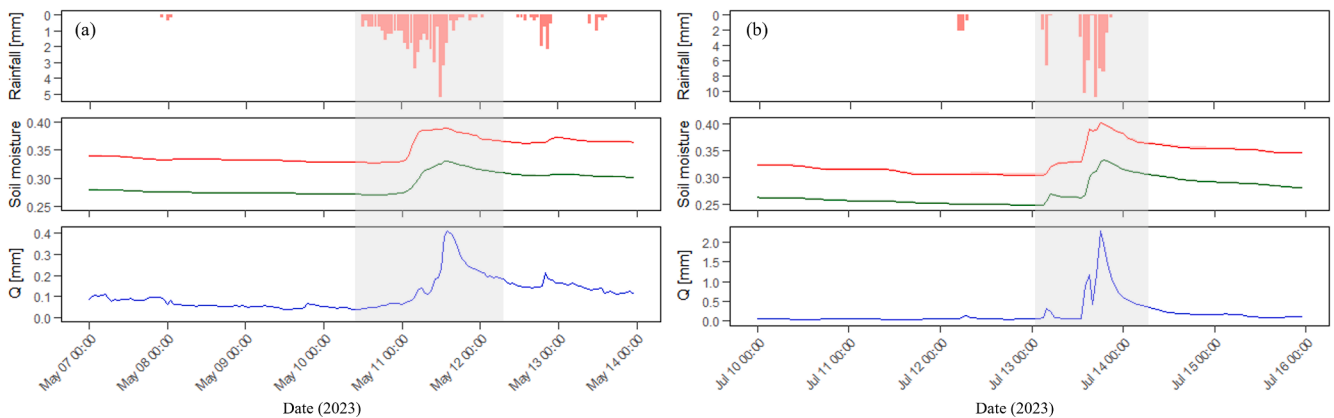 (a)
Rainfall [mm]
0
1
2
3
4
5
Soil moisture
0.40
0.35
0.30
0.25
Q [mm]
0.4
0.3
0.2
0.1
0.0
May 07 00:00
May 08 00:00
May 09 00:00
May 10 00:00
May 11 00:00
May 12 00:00
May 13 00:00
May 14 00:00
Date (2023)
(b)
Rainfall [mm]
0
2
4
6
8
10
Soil moisture
0.40
0.35
0.30
0.25
Q [mm]
2.0
1.5
1.0
0.5
0.0
Jul 10 00:00
Jul 11 00:00
Jul 12 00:00
Jul 13 00:00
Jul 14 00:00
Jul 15 00:00
Jul 16 00:00
Date (2023)